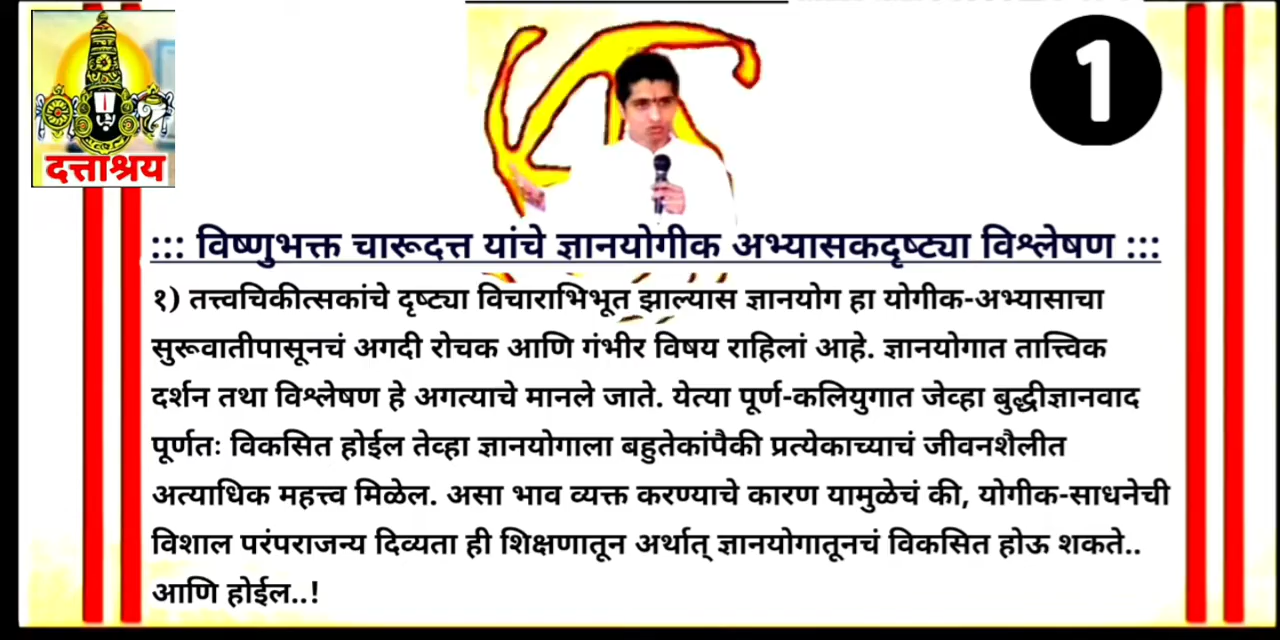 दत्ताश्रय
1
::: विष्णुभक्त चारूदत्त यांचे ज्ञानयोगीक अभ्यासकदृष्ट्या विश्लेषण :::
१) तत्त्वचिकीत्सकांचे दृष्ट्या विचाराभिभूत झाल्यास ज्ञानयोग हा योगीक-अभ्यासाचा
सुरूवातीपासूनचं अगदी रोचक आणि गंभीर विषय राहिलां आहे. ज्ञानयोगात तात्त्विक
दर्शन तथा विश्लेषण हे अगत्याचे मानले जाते. येत्या पूर्ण-कलियुगात जेव्हा बुद्धीज्ञानवाद
पूर्णतः विकसित होईल तेव्हा ज्ञानयोगाला बहुतेकांपैकी प्रत्येकाच्याचं जीवनशैलीत
अत्याधिक महत्त्व मिळेल. असा भाव व्यक्त करण्याचे कारण यामुळेचं की, योगीक-साधनेची
विशाल परंपराजन्य दिव्यता ही शिक्षणातून अर्थात् ज्ञानयोगातूनचं विकसित होऊ शकते..
आणि होईल..!